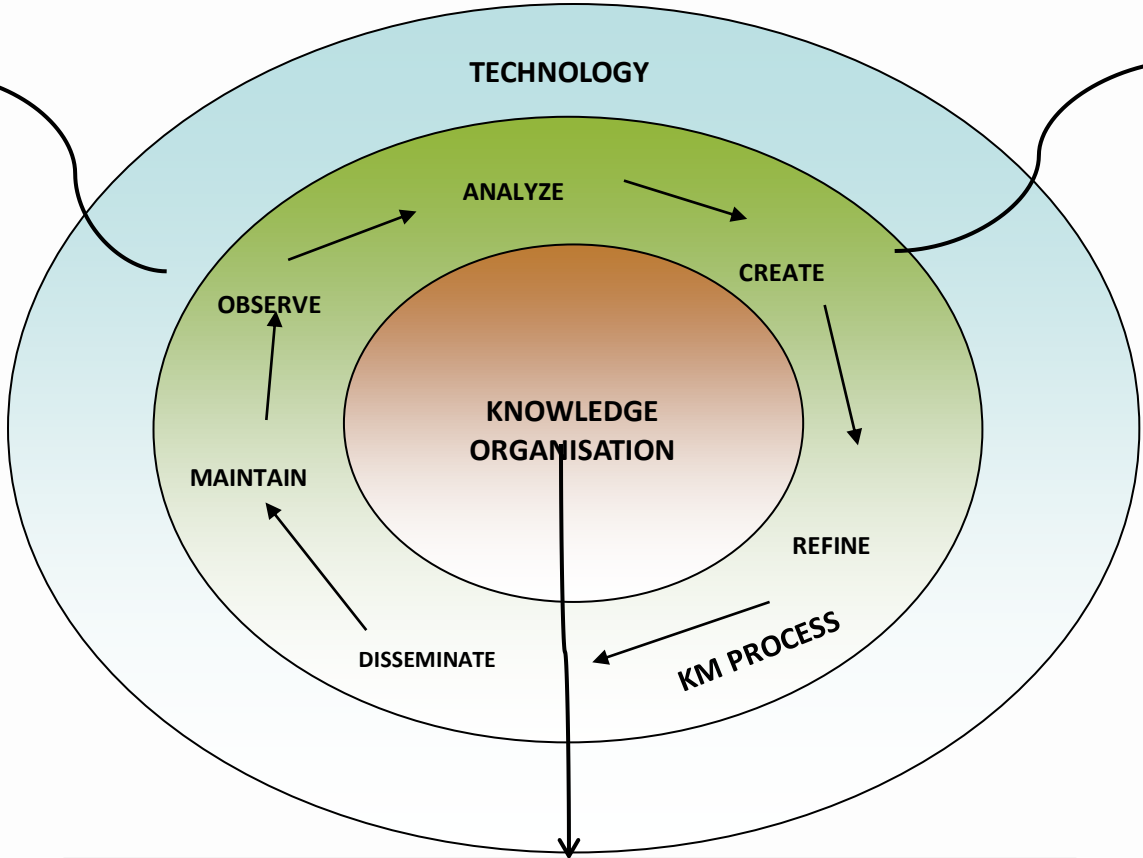 TECHNOLOGY
ANALYZE
CREATE
OBSERVE
KNOWLEDGE
ORGANISATION
MAINTAIN
REFINE
KM PROCESS
DISSEMINATE